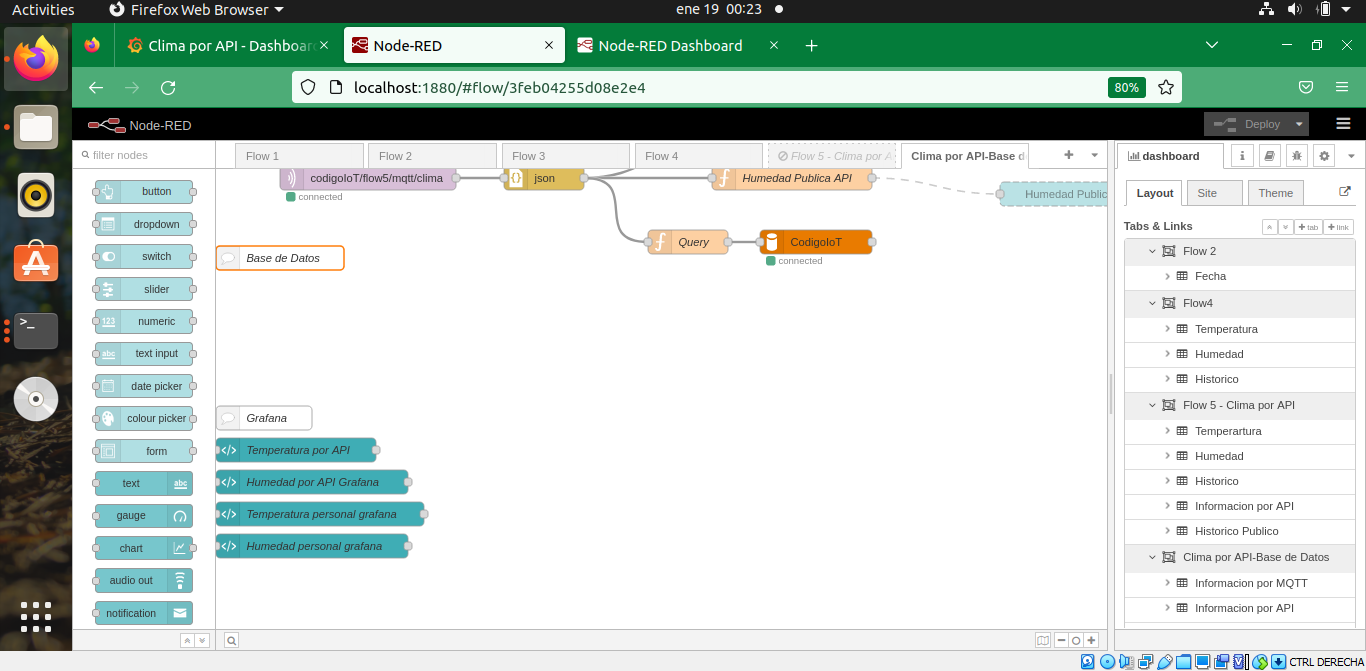 Activities
Firefox Web Browser
ene 19 00:23
Clima por API - Dashboar
Node-RED
Node-RED Dashboard
localhost:1880/#flow/3feb04255d08e2e4
80%
Node-RED
Deploy
filter nodes
Flow 1
Flow 2
Flow 3
Flow 4
Flow 5 - Clima por A
Clima por API-Base d
dashboard
button
dropdown
switch
slider
numeric
text input
date picker
colour picker
form
text
gauge
chart
audio out
notification
123
abc
abc
codigoIoT/flow5/mqtt/clima
connected
json
Humedad Publica API
Humedad Public
Query
CodigoIoT
connected
Base de Datos
Grafana
Temperatura por API
Humedad por API Grafana
Temperatura personal grafana
Humedad personal grafana
Layout
Site
Theme
Tabs & Links
tab
link
Flow 2
Fecha
Flow4
Temperatura
Humedad
Historico
Flow 5 - Clima por API
Temperartura
Humedad
Historico
Informacion por API
Historico Publico
Clima por API-Base de Datos
Informacion por MQTT
Informacion por API
CTRL DERECHA